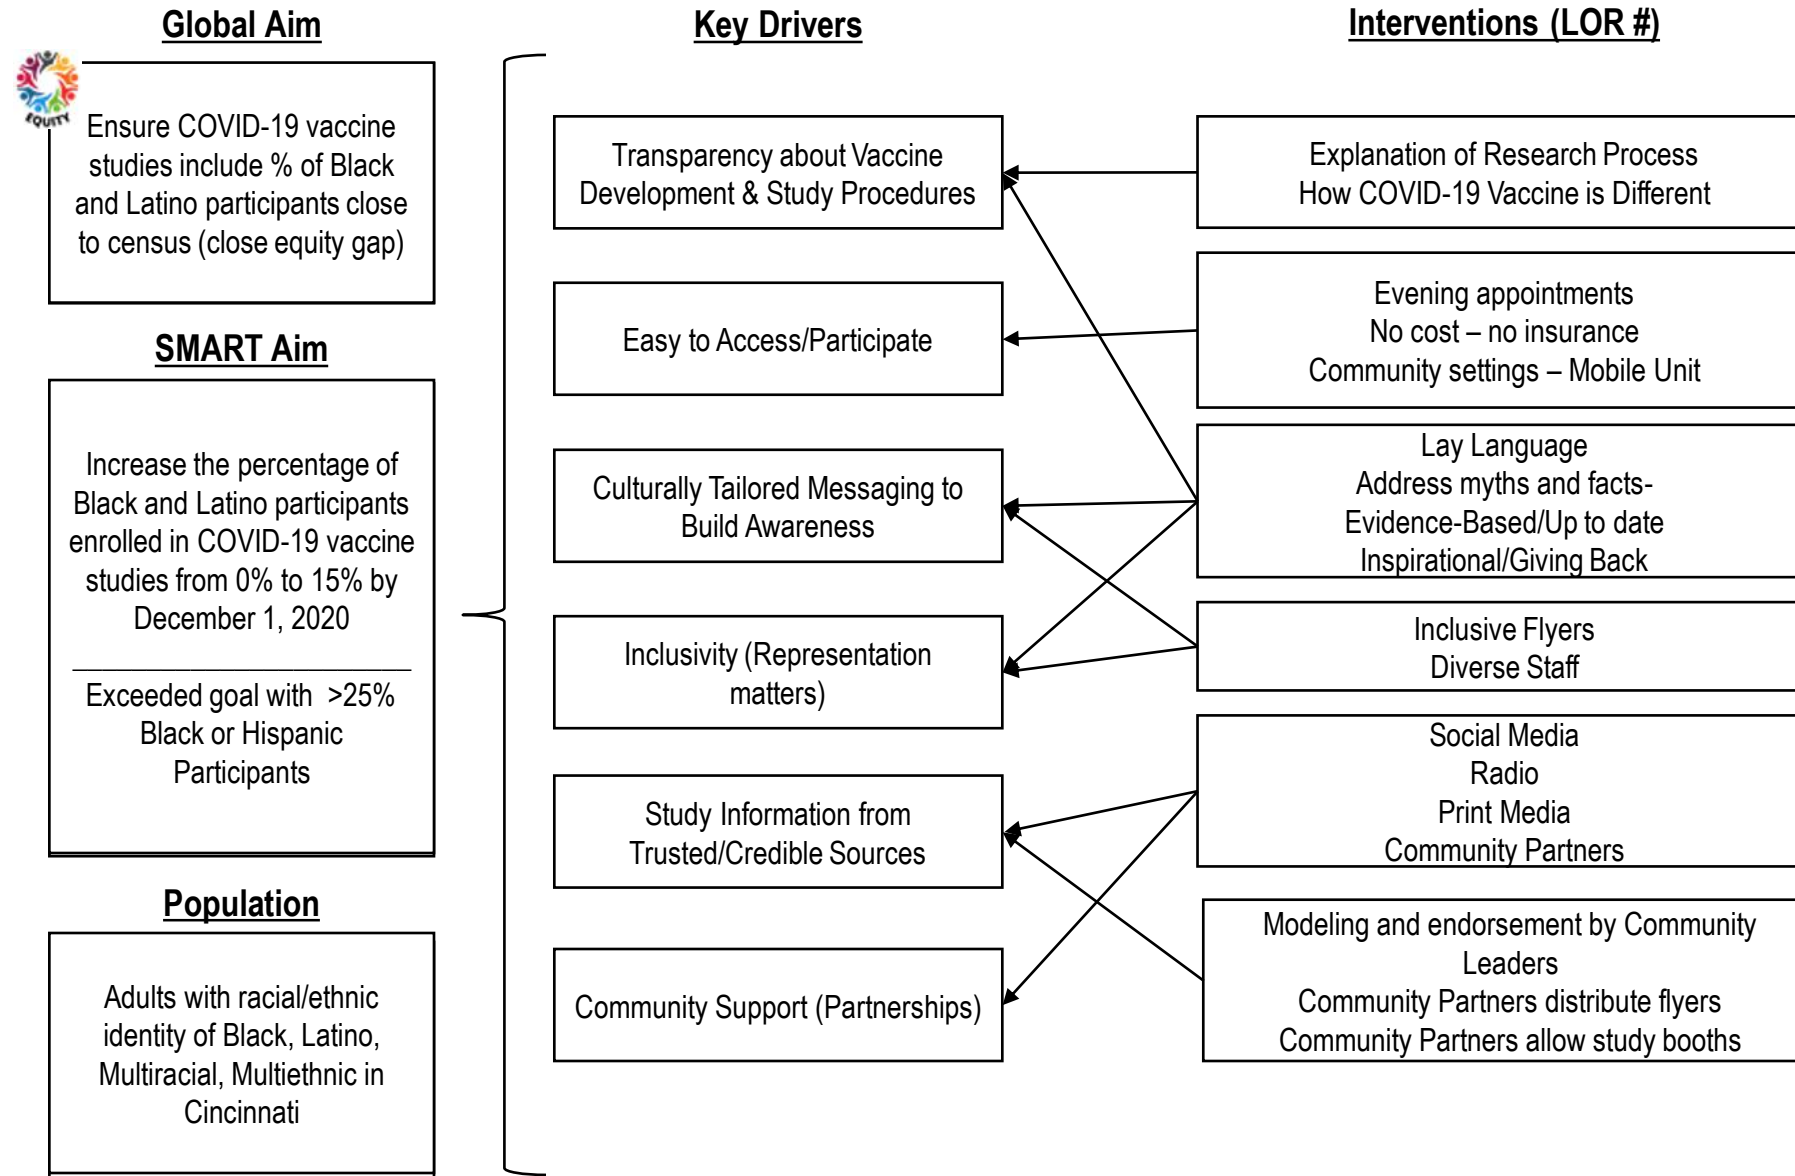 Global Aim
EQUITY
Ensure COVID-19 vaccine
studies include % of Black
and Latino participants close
to census (close equity gap)
SMART Aim
Increase the percentage of
Black and Latino participants
enrolled in COVID-19 vaccine
studies from 0% to 15% by
December 1, 2020
Exceeded goal with >25%
Black or Hispanic
Participants
Population
Adults with racial/ethnic
identity of Black, Latino,
Multiracial, Multiethnic in
Cincinnati
Key Drivers
Transparency about Vaccine
Development & Study Procedures
Easy to Access/Participate
Culturally Tailored Messaging to
Build Awareness
Inclusivity (Representation
matters)
Study Information from
Trusted/Credible Sources
Community Support (Partnerships)
Interventions (LOR #)
Explanation of Research Process
How COVID-19 Vaccine is Different
Evening appointments
No cost – no insurance
Community settings – Mobile Unit
Lay Language
Address myths and facts-
Evidence-Based/Up to date
Inspirational/Giving Back
Inclusive Flyers
Diverse Staff
Social Media
Radio
Print Media
Community Partners
Modeling and endorsement by Community
Leaders
Community Partners distribute flyers
Community Partners allow study booths